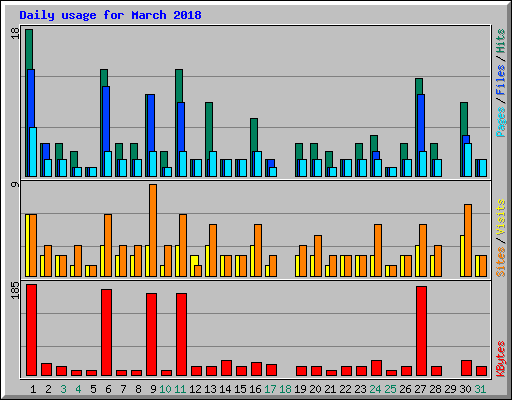 Daily usage for March 2018
18
Pages / Files / Hits
9
Sites / Visits
185
KBytes
1 2 3 4 5 6 7 8 9 10 11 12 13 14 15 16 17 18 19 20 21 22 23 24 25 26 27 28 29 30 31